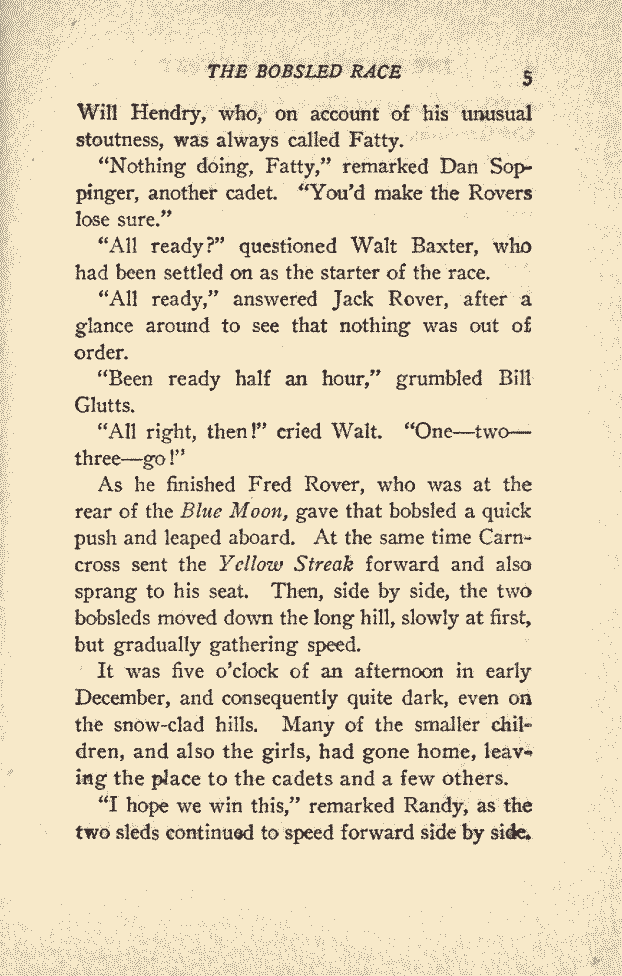 THE BOBSLED RACE 5
Will Hendry, who, on account of his unusual
stoutness, was always called Fatty.
“Nothing doing, Fatty,” remarked Dan Sop-
pinger, another cadet. “You’d make the Rovers
lose sure.”
“All ready?” questioned Walt Baxter, who
had been settled on as the starter of the race.
“All ready,” answered Jack Rover, after a
glance around to see that nothing was out of
order.
“Been ready half an hour,” grumbled Bill
Glutts.
“All right, then!” cried Walt. “One—two—
three—go!”
As he finished Fred Rover, who was at the
rear of the Blue Moon, gave that bobsled a quick
push and leaped aboard. At the same time Carn-
cross sent the Yellow Streak forward and also
sprang to his seat. Then, side by side, the two
bobsleds moved down the long hill, slowly at first,
but gradually gathering speed.
It was five o’clock of an afternoon in early
December, and consequently quite dark, even on
the snow-clad hills. Many of the smaller chil-
dren, and also the girls, had gone home, leav-
ing the place to the cadets and a few others.
“I hope we win this,” remarked Randy, as the
two sleds continued to speed forward side by side.